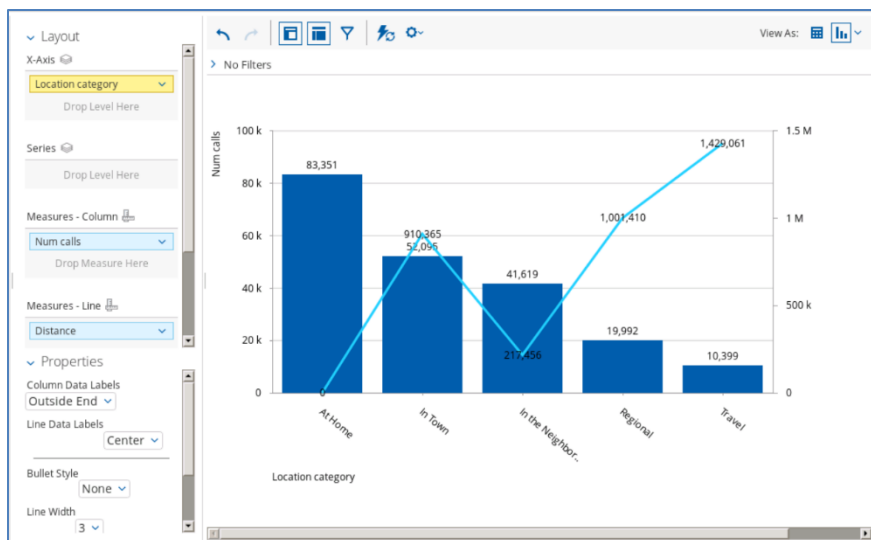 Layout
X-Axis
Location category
Drop Level Here
Series
Drop Level Here
Measures - Column
Num calls
Drop Measure Here
Measures - Line
Distance
Properties
Column Data Labels
Outside End
Line Data Labels
Center
Bullet Style
None
Line Width
3
View As:
No Filters
Num calls
100 k
80 k
60 k
40 k
20 k
0
83,351
910,365
52,095
41,619
217,456
1,001,410
19,992
1,429,061
10,399
0
1.5 M
1 M
500 k
0
At Home
In Town
In the Neighbor...
Regional
Travel
Location category